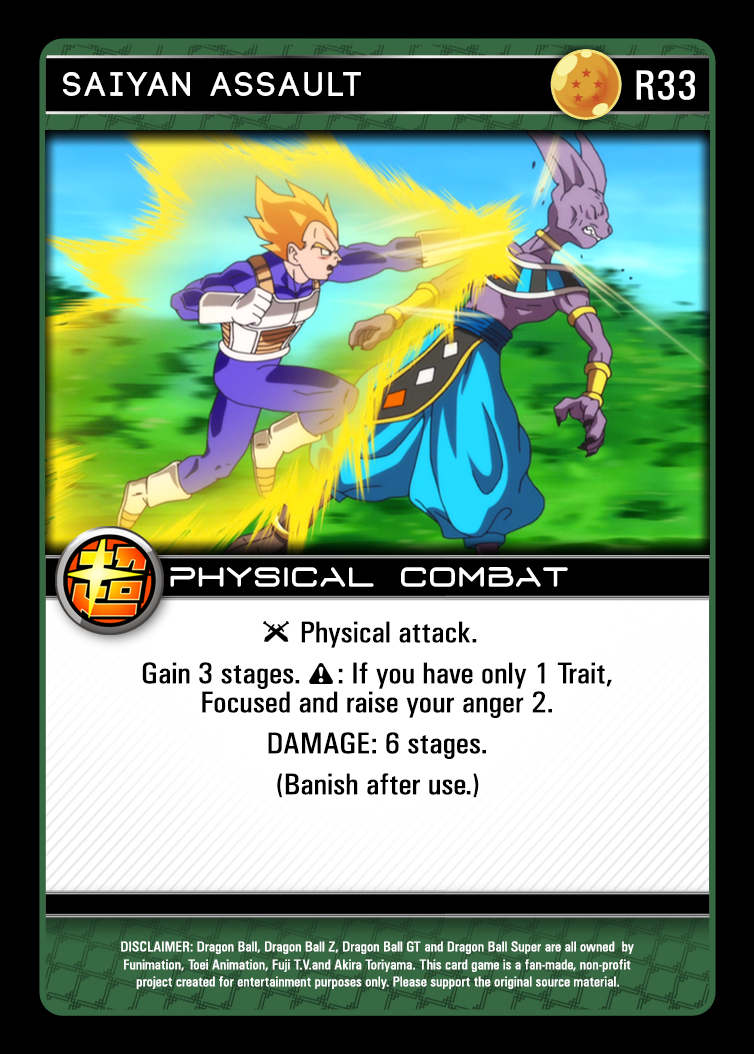 SAIYAN ASSAULT
R33
PHYSICAL COMBAT
Physical attack.
Gain 3 stages. ⚠: If you have only 1 Trait,
Focused and raise your anger 2.
DAMAGE: 6 stages.
(Banish after use.)
DISCLAIMER: Dragon Ball, Dragon Ball Z, Dragon Ball GT and Dragon Ball Super are all owned by
Funimation, Toei Animation, Fuji T.V.and Akira Toriyama. This card game is a fan-made, non-profit
project created for entertainment purposes only. Please support the original source material.